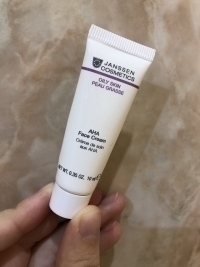 JANSSEN
COSMETICS
OILY SKIN
PEAU GRASSE
AHA
Face Cream
Crème de soin
aux AHA
NET WT. 0.35 OZ. 10 ml